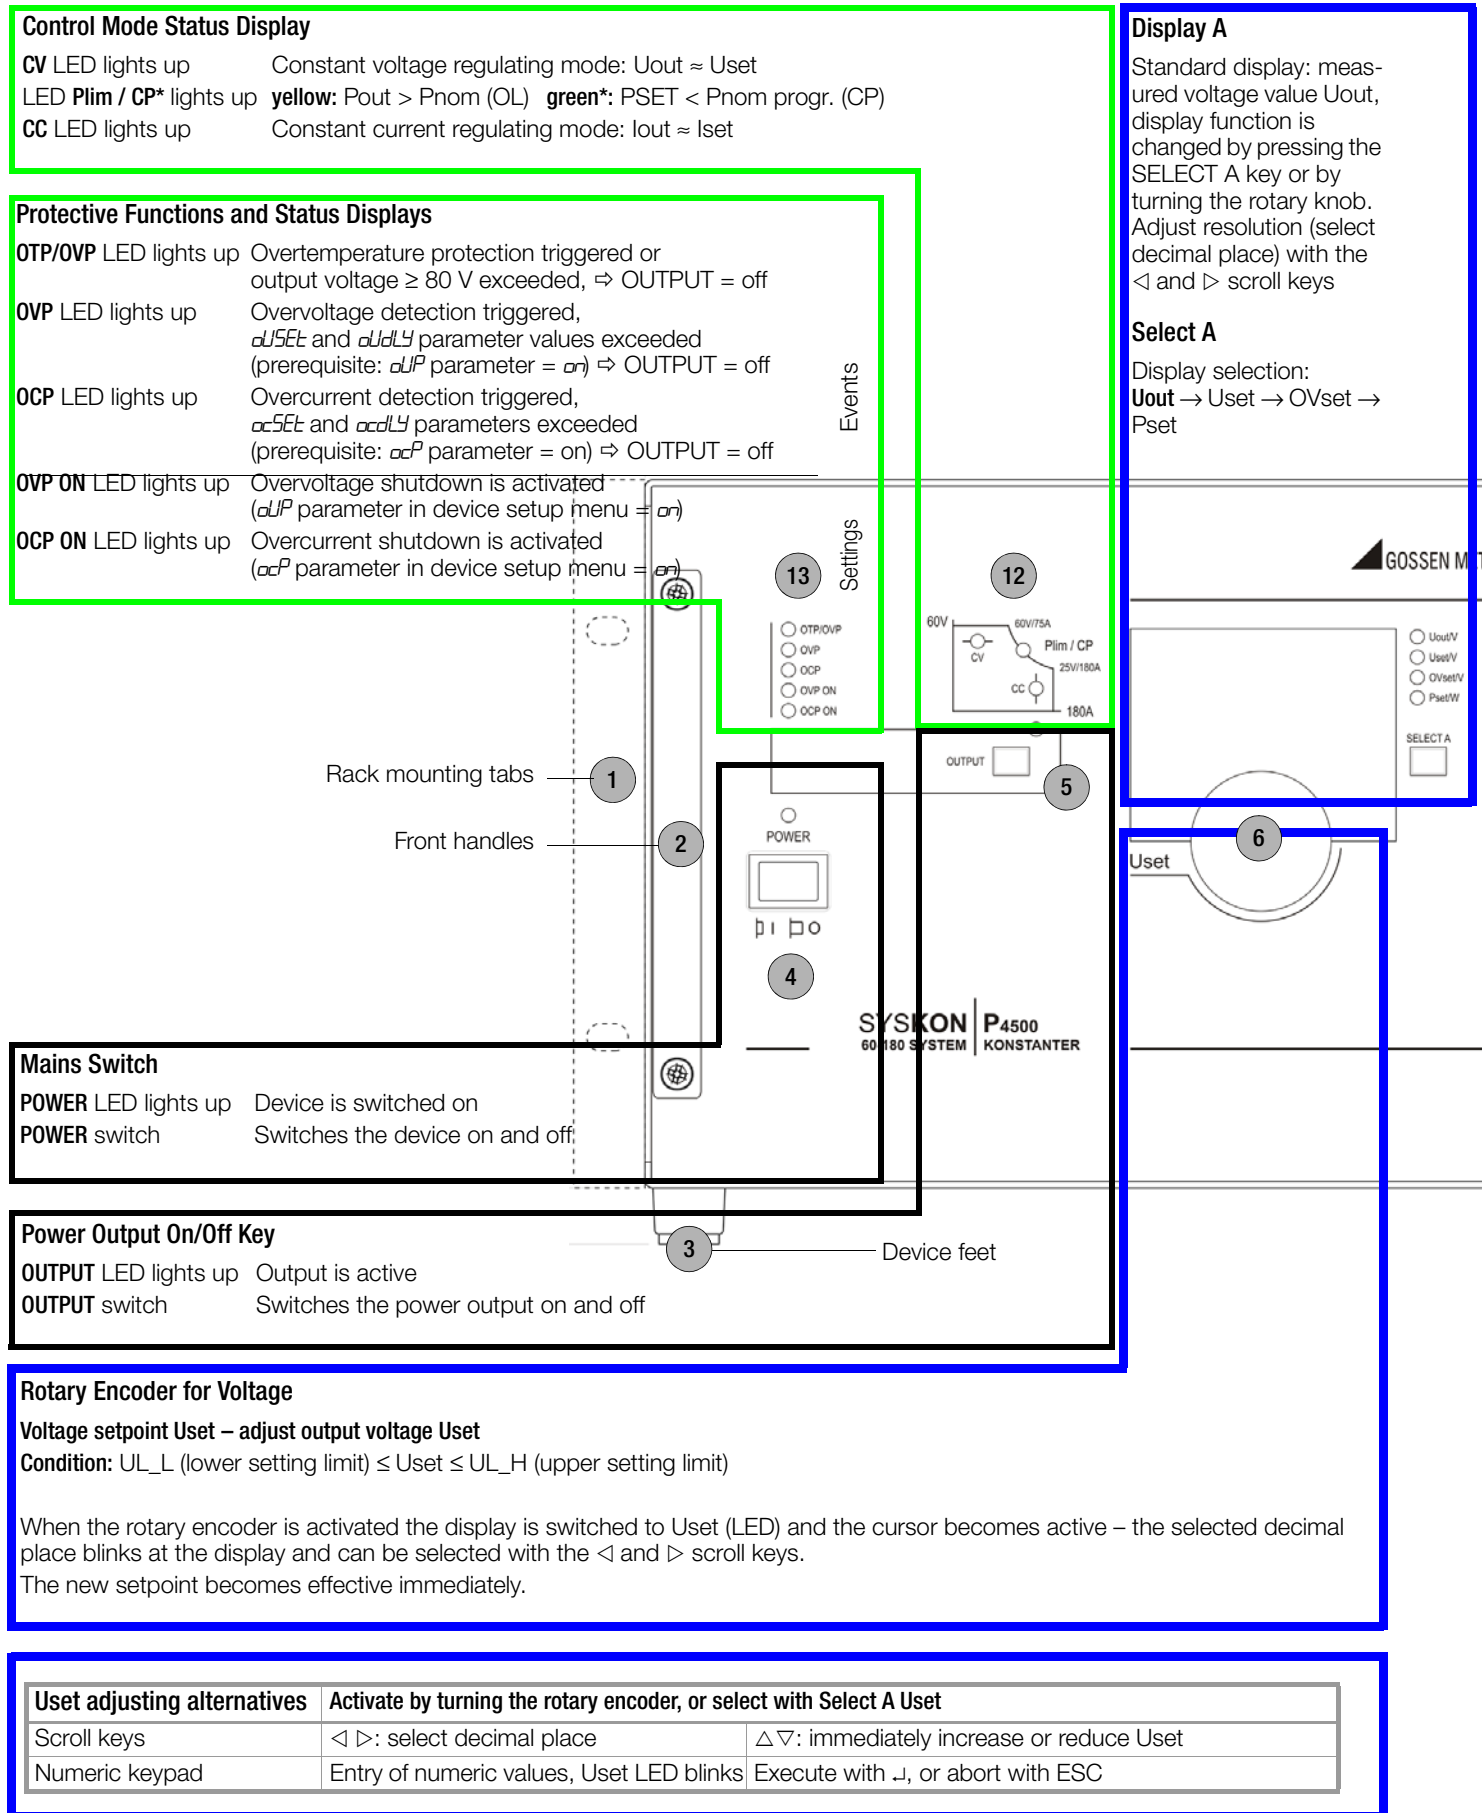 Control Mode Status Display
CV LED lights up Constant voltage regulating mode: Uout ≈ Uset
LED Plim / CP* lights up yellow: Pout > Pnom (OL) green*: PSET < Pnom progr. (CP)
CC LED lights up Constant current regulating mode: Iout ≈ Iset
Protective Functions and Status Displays
OTP/OVP LED lights up Overtemperature protection triggered or
output voltage ≥ 80 V exceeded, ⇨ OUTPUT = off
OVP LED lights up Overvoltage detection triggered,
oUSEt and oUdLY parameter values exceeded
(prerequisite: oUP parameter = on) ⇨ OUTPUT = off
OCP LED lights up Overcurrent detection triggered,
ocSEt and ocdLY parameters exceeded
(prerequisite: ocP parameter = on) ⇨ OUTPUT = off
Events
OVP ON LED lights up Overvoltage shutdown is activated
(oUP parameter in device setup menu = on)
OCP ON LED lights up Overcurrent shutdown is activated
(ocP parameter in device setup menu = on)
Settings
Display A
Standard display: meas-
ured voltage value Uout,
display function is
changed by pressing the
SELECT A key or by
turning the rotary knob.
Adjust resolution (select
decimal place) with the
◁ and ▷ scroll keys
Select A
Display selection:
Uout → Uset → OVset →
Pset
GOSSEN MET
13
12
OTP/OVP
OVP
OCP
OVP ON
OCP ON
60V
60V/75A
Plim / CP
CV
25V/180A
CC
180A
Uout/V
Uset/V
OVset/V
Pset/W
SELECT A
OUTPUT
5
Rack mounting tabs
1
Front handles
2
POWER
6
Uset
4
SYSKON P4500
60-180 SYSTEM KONSTANTER
Mains Switch
POWER LED lights up Device is switched on
POWER switch Switches the device on and off
Power Output On/Off Key
OUTPUT LED lights up Output is active
OUTPUT switch Switches the power output on and off
3
Device feet
Rotary Encoder for Voltage
Voltage setpoint Uset – adjust output voltage Uset
Condition: UL_L (lower setting limit) ≤ Uset ≤ UL_H (upper setting limit)
When the rotary encoder is activated the display is switched to Uset (LED) and the cursor becomes active – the selected decimal
place blinks at the display and can be selected with the ◁ and ▷ scroll keys.
The new setpoint becomes effective immediately.
Uset adjusting alternatives Activate by turning the rotary encoder, or select with Select A Uset
Scroll keys ◁ ▷: select decimal place △▽: immediately increase or reduce Uset
Numeric keypad Entry of numeric values, Uset LED blinks Execute with ↵, or abort with ESC